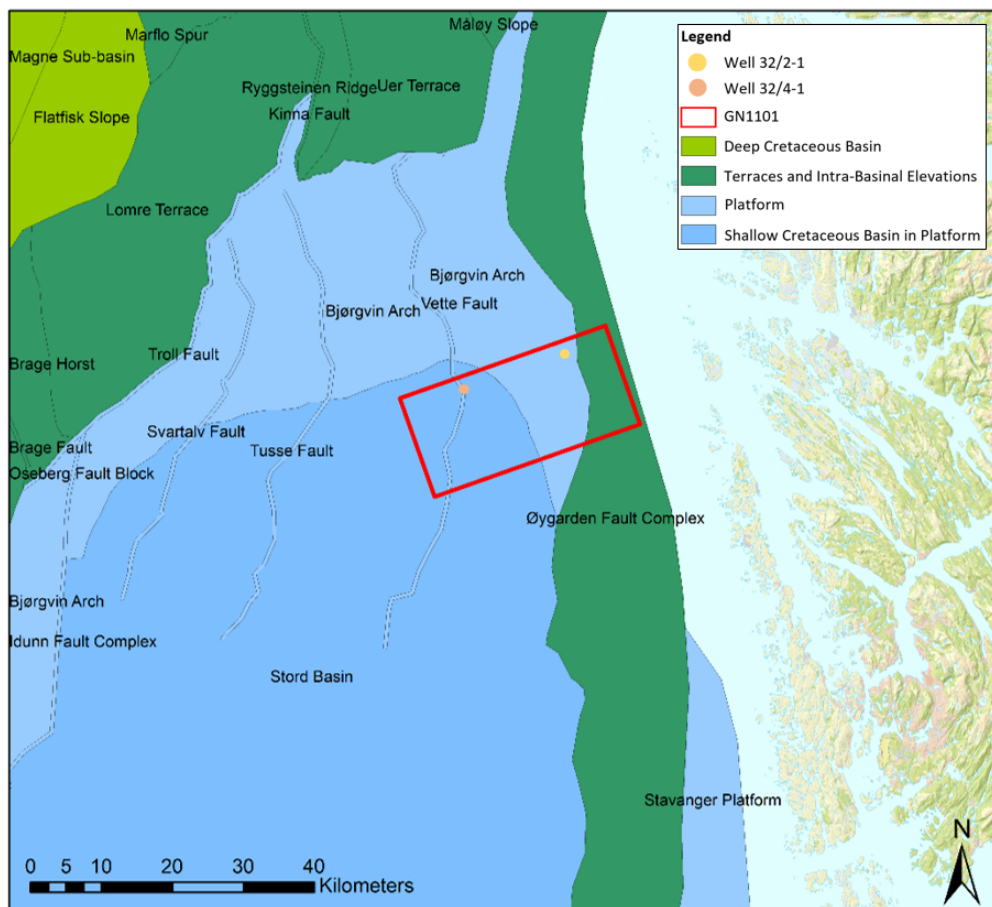 Marflo Spur
Måløy Slope
Magne Sub-basin
Ryggsteinen Ridge
Uer Terrace
Kinna Fault
Flatfisk Slope
Lomre Terrace
Bjørgvin Arch
Vette Fault
Bjørgvin Arch
Troll Fault
Brage Horst
Svartalv Fault
Tusse Fault
Brage Fault
Oseberg Fault Block
Øygarden Fault Complex
Bjørgvin Arch
Idunn Fault Complex
Stord Basin
Stavanger Platform
Legend
Well 32/2-1
Well 32/4-1
GN1101
Deep Cretaceous Basin
Terraces and Intra-Basinal Elevations
Platform
Shallow Cretaceous Basin in Platform
N
0 5 10 20 30 40
Kilometers